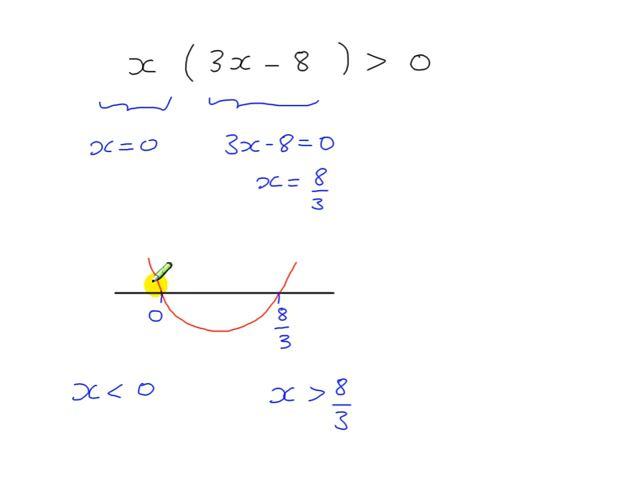 x ( 3x − 8 ) > 0
x = 0 3x − 8 = 0
x = 8/3
0 8/3
x < 0 x > 8/3